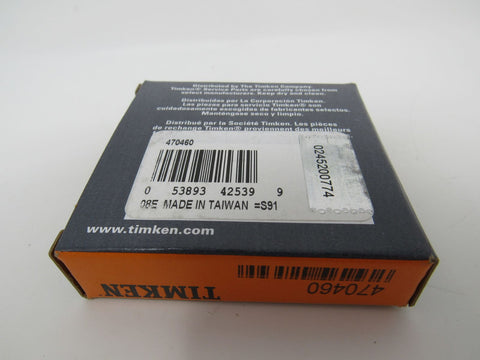 Distributed by The Timken Company
Timken® Service Parts are carefully chosen from
select manufacturers. Keep dry and clean.
Distribuidas por La Corporación Timken.
Las piezas para servicio Timken® son
cuidadosamente escogidas de fabricantes selectos.
Manténgase seco y limpio.
Distribué par la Société Timken. Les pièces
de rechange Timken® proviennent des meilleurs
470460
0 53893 42539 9
08E MADE IN TAIWAN =S91
0245200774
www.timken.com
TIMKEN
470460